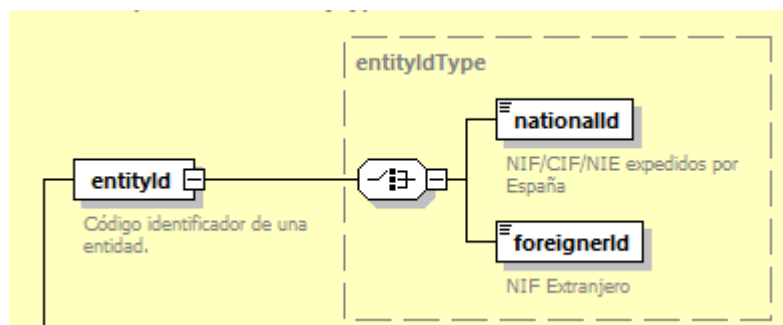 entityIdType
nationalId
NIF/CIF/NIE expedidos por
España
entityId
Código identificador de una
entidad.
foreignerId
NIF Extranjero